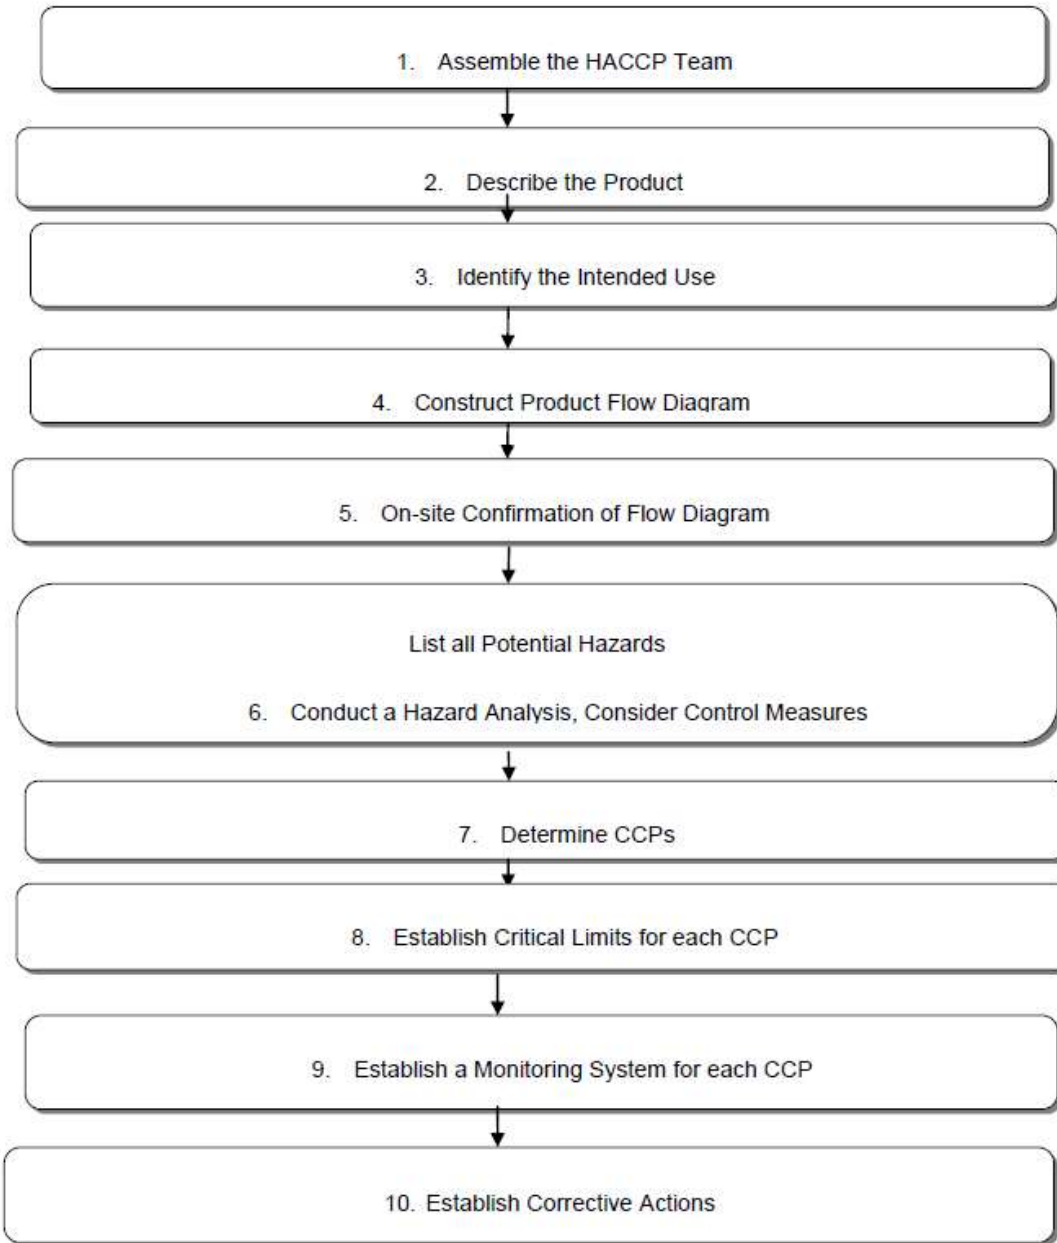 1. Assemble the HACCP Team
2. Describe the Product
3. Identify the Intended Use
4. Construct Product Flow Diagram
5. On-site Confirmation of Flow Diagram
List all Potential Hazards
6. Conduct a Hazard Analysis, Consider Control Measures
7. Determine CCPs
8. Establish Critical Limits for each CCP
9. Establish a Monitoring System for each CCP
10. Establish Corrective Actions